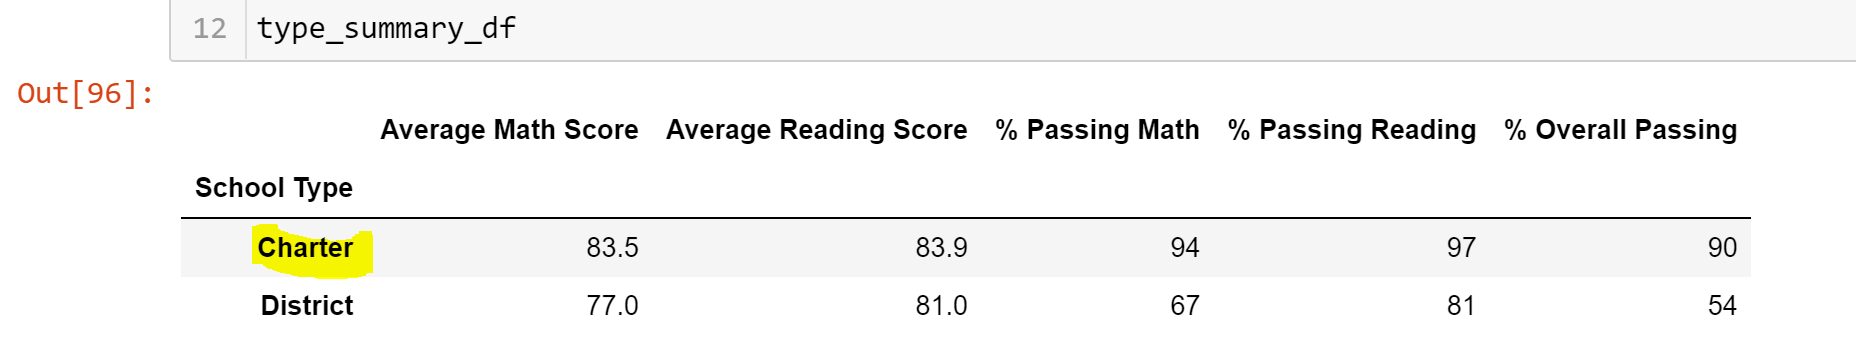 12 type_summary_df
Out[96]:
Average Math Score Average Reading Score % Passing Math % Passing Reading % Overall Passing
School Type
Charter 83.5 83.9 94 97 90
District 77.0 81.0 67 81 54